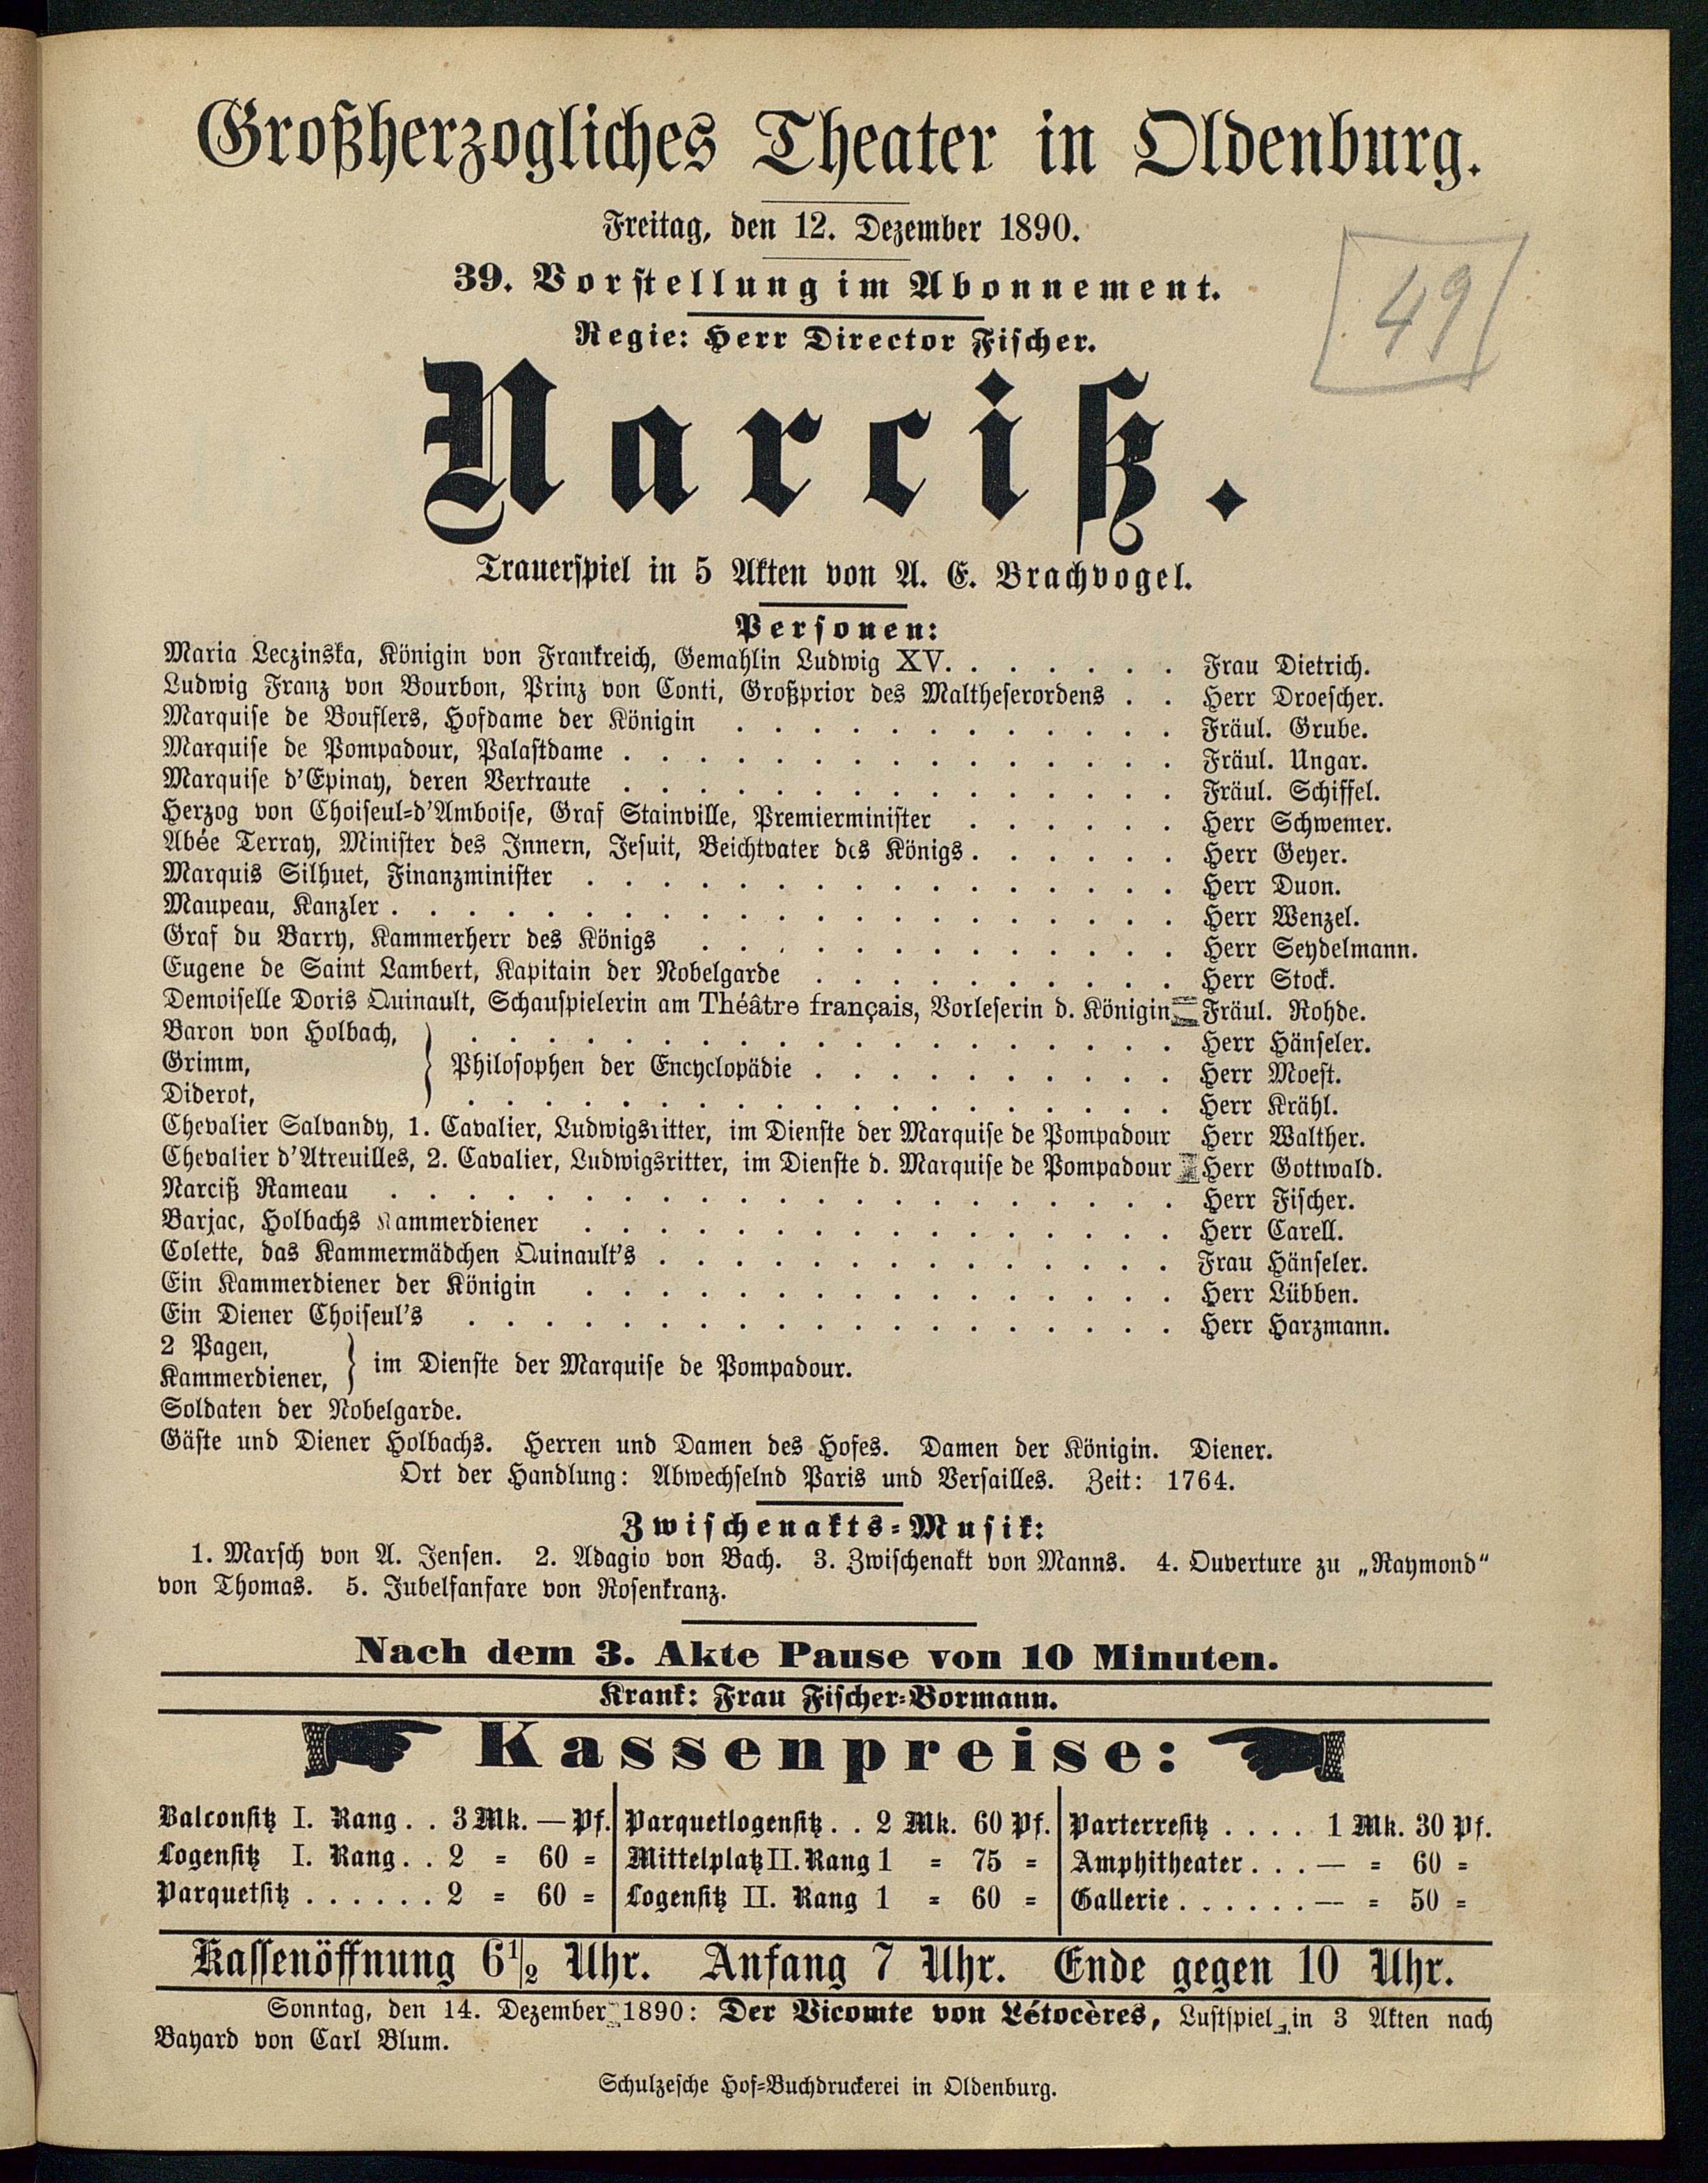 Großherzogliches Theater in Oldenburg.
Freitag, den 12. Dezember 1890.
39. Vorstellung im Abonnement.
49
Regie: Herr Director Fischer.
Narciß.
Trauerspiel in 5 Akten von A. E. Brachvogel.
Personen:
Maria Leczinska, Königin von Frankreich, Gemahlin Ludwig XV. . . . . . . Frau Dietrich.
Ludwig Franz von Bourbon, Prinz von Conti, Großprior des Maltheserordens . . Herr Droescher.
Marquise de Bouflers, Hofdame der Königin . . . . . . . . . . . . Fräul. Grube.
Marquise de Pompadour, Palastdame . . . . . . . . . . . . . . . Fräul. Ungar.
Marquise d'Epinay, deren Vertraute . . . . . . . . . . . . . . . Fräul. Schiffel.
Herzog von Choiseul-d'Amboise, Graf Stainville, Premierminister . . . . . . Herr Schwemer.
Abée Terray, Minister des Innern, Jesuit, Beichtvater des Königs . . . . . . Herr Geyer.
Marquis Silhuet, Finanzminister . . . . . . . . . . . . . . . . Herr Duon.
Maupeau, Kanzler . . . . . . . . . . . . . . . . . . . . . Herr Wenzel.
Graf du Barry, Kammerherr des Königs . . . . . . . . . . . . . Herr Seydelmann.
Eugene de Saint Lambert, Kapitain der Nobelgarde . . . . . . . . . . Herr Stock.
Demoiselle Doris Quinault, Schauspielerin am Théâtre français, Vorleserin d. Königin Fräul. Rohde.
Baron von Holbach, . . . . . . . . . . . . . . . . . . . Herr Hänseler.
Grimm, } Philosophen der Encyclopädie . . . . . . . . . . Herr Moest.
Diderot, . . . . . . . . . . . . . . . . . . . Herr Krähl.
Chevalier Salvandy, 1. Cavalier, Ludwigsritter, im Dienste der Marquise de Pompadour Herr Walther.
Chevalier d'Atreuilles, 2. Cavalier, Ludwigsritter, im Dienste d. Marquise de Pompadour Herr Gottwald.
Narciß Rameau . . . . . . . . . . . . . . . . . . . . . Herr Fischer.
Barjac, Holbachs Kammerdiener . . . . . . . . . . . . . . . . Herr Carell.
Colette, das Kammermädchen Quinault's . . . . . . . . . . . . . . Frau Hänseler.
Ein Kammerdiener der Königin . . . . . . . . . . . . . . . . Herr Lübben.
Ein Diener Choiseul's . . . . . . . . . . . . . . . . . . . Herr Harzmann.
2 Pagen,
Kammerdiener, } im Dienste der Marquise de Pompadour.
Soldaten der Nobelgarde.
Gäste und Diener Holbachs. Herren und Damen des Hofes. Damen der Königin. Diener.
Ort der Handlung: Abwechselnd Paris und Versailles. Zeit: 1764.
Zwischenakts-Musik:
1. Marsch von A. Jensen. 2. Adagio von Bach. 3. Zwischenakt von Manns. 4. Ouverture zu „Raymond“
von Thomas. 5. Jubelfanfare von Rosenkranz.
Nach dem 3. Akte Pause von 10 Minuten.
Krank: Frau Fischer-Bormann.
Kassenpreise:
Balconsitz I. Rang . . 3 Mk. — Pf. Parquetlogensitz . . 2 Mk. 60 Pf. Parterresitz . . . . 1 Mk. 30 Pf.
Logensitz I. Rang . . 2 = 60 = Mittelplatz II. Rang 1 = 75 = Amphitheater . . . — = 60 =
Parquetsitz . . . . . . 2 = 60 = Logensitz II. Rang 1 = 60 = Gallerie . . . . . . — = 50 =
Kassenöffnung 6½ Uhr. Anfang 7 Uhr. Ende gegen 10 Uhr.
Sonntag, den 14. Dezember 1890: Der Vicomte von Létocères, Lustspiel in 3 Akten nach
Bayard von Carl Blum.
Schulzesche Hof-Buchdruckerei in Oldenburg.